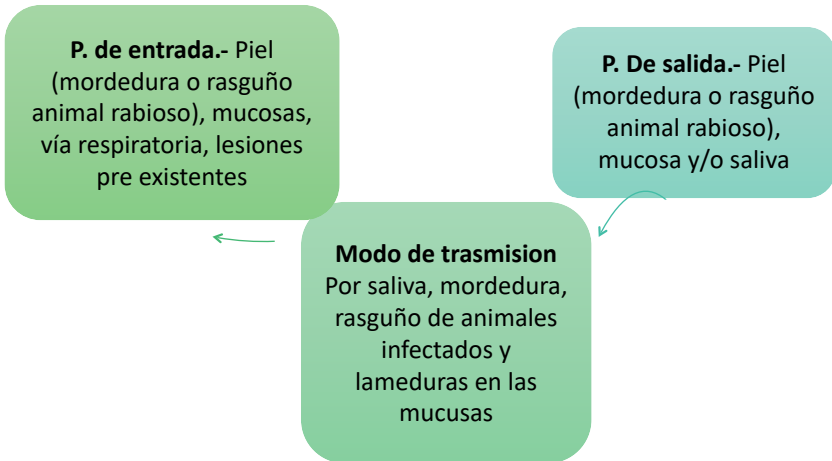 P. de entrada.- Piel
(mordedura o rasguño
animal rabioso), mucosas,
vía respiratoria, lesiones
pre existentes
P. De salida.- Piel
(mordedura o rasguño
animal rabioso),
mucosa y/o saliva
Modo de trasmision
Por saliva, mordedura,
rasguño de animales
infectados y
lameduras en las
mucusas